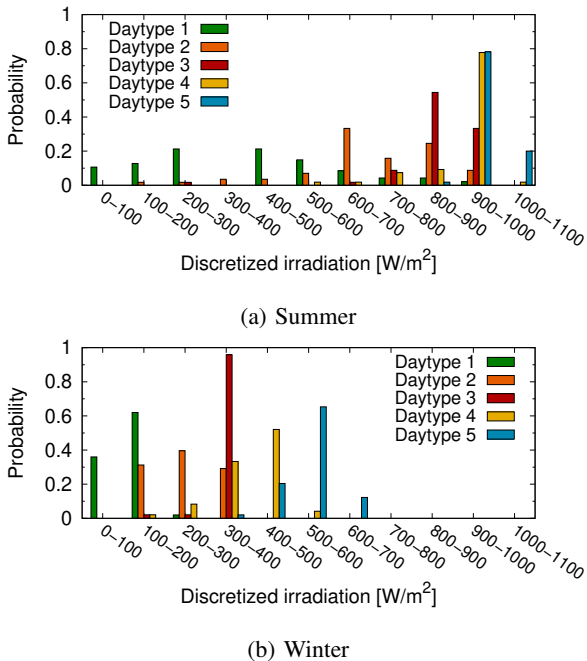 1
0.8
0.6
0.4
0.2
0
Probability
Daytype 1
Daytype 2
Daytype 3
Daytype 4
Daytype 5
0−100
100−200
200−300
300−400
400−500
500−600
600−700
700−800
800−900
900−1000
1000−1100
Discretized irradiation [W/m²]
(a) Summer
1
0.8
0.6
0.4
0.2
0
Probability
Daytype 1
Daytype 2
Daytype 3
Daytype 4
Daytype 5
0−100
100−200
200−300
300−400
400−500
500−600
600−700
700−800
800−900
900−1000
1000−1100
Discretized irradiation [W/m²]
(b) Winter